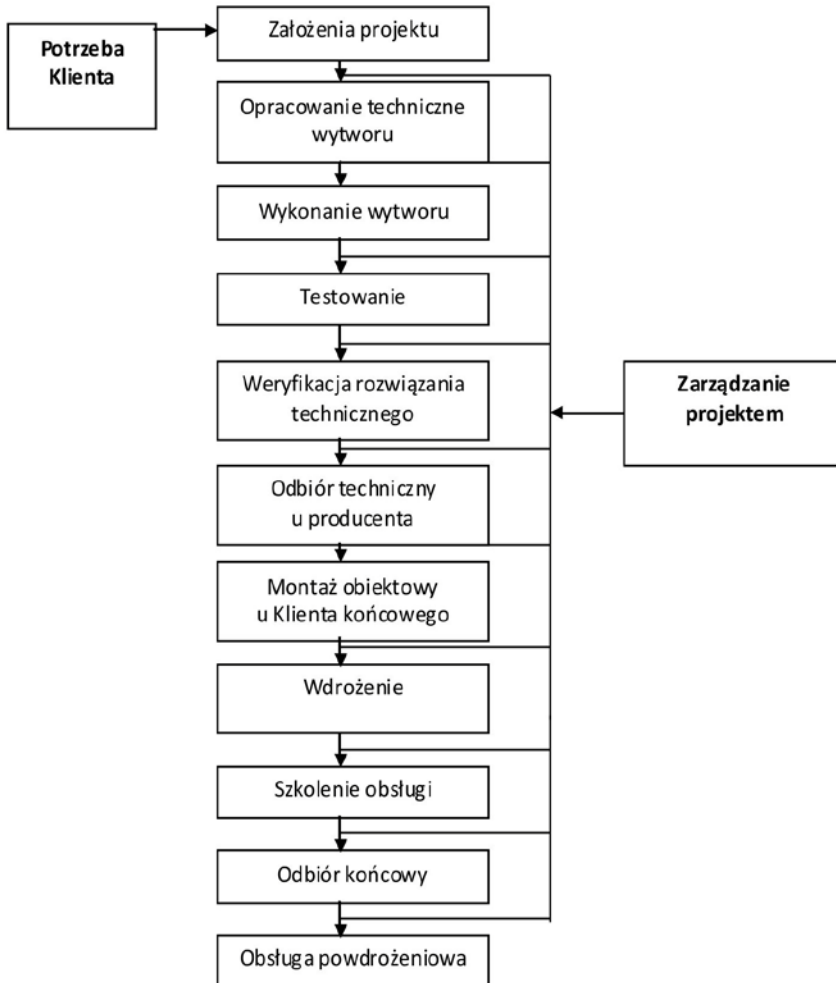 Potrzeba
Klienta
Założenia projektu
Opracowanie techniczne
wytworu
Wykonanie wytworu
Testowanie
Weryfikacja rozwiązania
technicznego
Zarządzanie
projektem
Odbiór techniczny
u producenta
Montaż obiektowy
u Klienta końcowego
Wdrożenie
Szkolenie obsługi
Odbiór końcowy
Obsługa powdrożeniowa